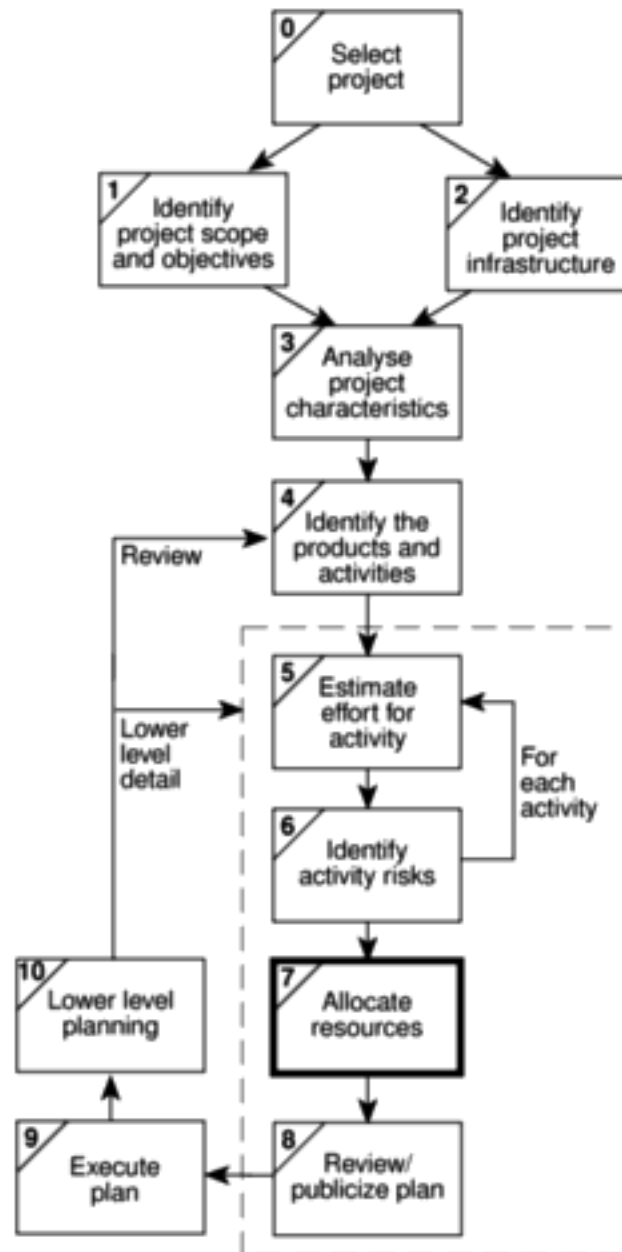 0
Select
project
1
Identify
project scope
and objectives
2
Identify
project
infrastructure
3
Analyse
project
characteristics
4
Identify the
products and
activities
Review
5
Estimate
effort for
activity
Lower
level
detail
For
each
activity
6
Identify
activity risks
7
Allocate
resources
10
Lower level
planning
8
Review/
publicize plan
9
Execute
plan